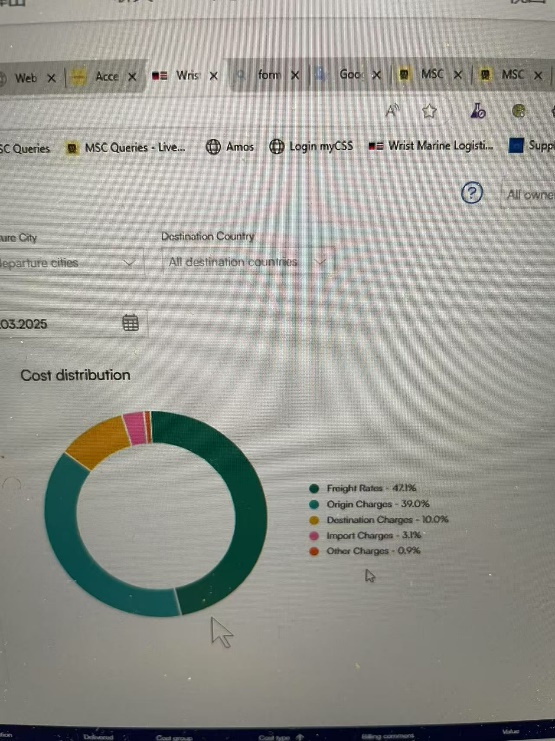 Web
Acce
Wris
form
Goo
MSC
MSC
SC Queries
MSC Queries - Live...
Amos
Login myCSS
Wrist Marine Logisti...
Supp
?
All owne
ure City
Destination Country
departure cities
All destination countries
.03.2025
Cost distribution
Freight Rates - 47.1%
Origin Charges - 39.0%
Destination Charges - 10.0%
Import Charges - 3.1%
Other Charges - 0.9%
Delivered
Cost group
Cost type
Billing comment
Value